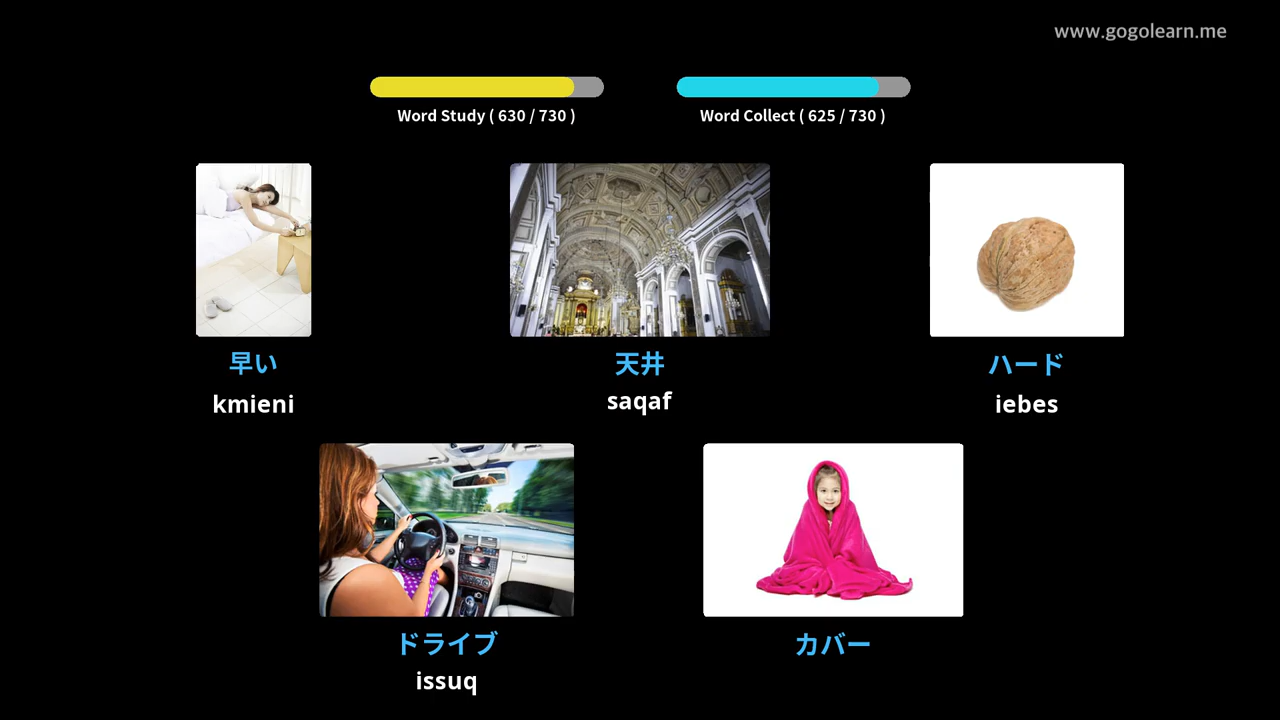 www.gogolearn.me
Word Study ( 630 / 730 )
Word Collect ( 625 / 730 )
早い
天井
ハード
kmieni
saqaf
iebes
ドライブ
カバー
issuq